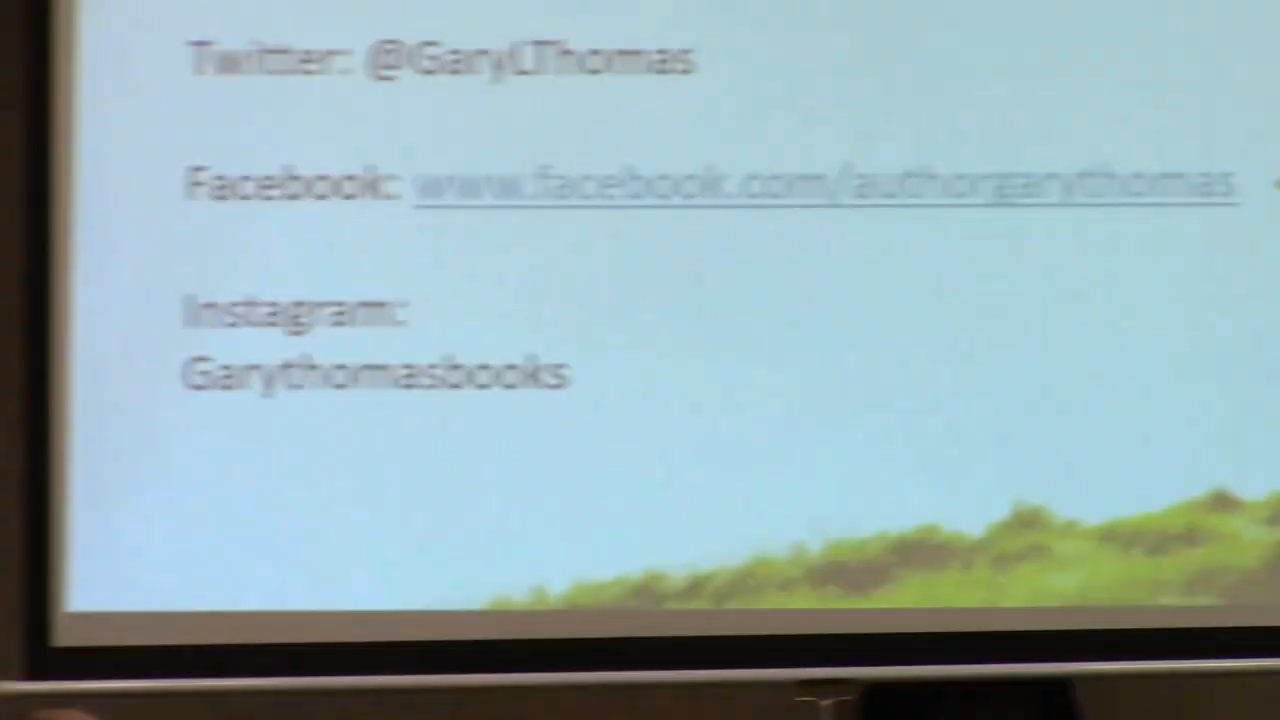 Twitter: @GaryLThomas
Facebook: www.facebook.com/authorgarythomas
Instagram:
Garythomasbooks